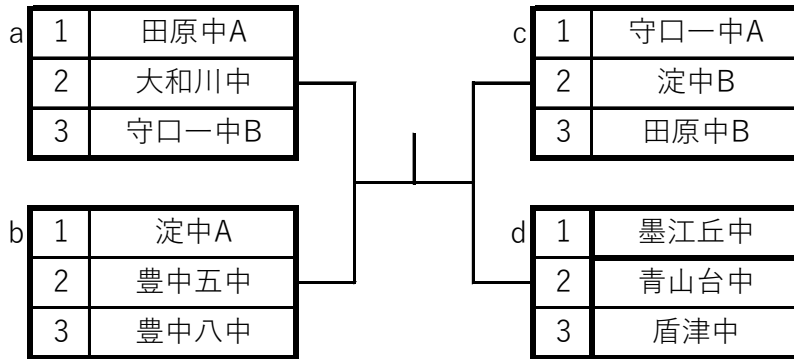 a 1 田原中A
2 大和川中
3 守口一中B
b 1 淀中A
2 豊中五中
3 豊中八中
c 1 守口一中A
2 淀中B
3 田原中B
d 1 墨江丘中
2 青山台中
3 盾津中